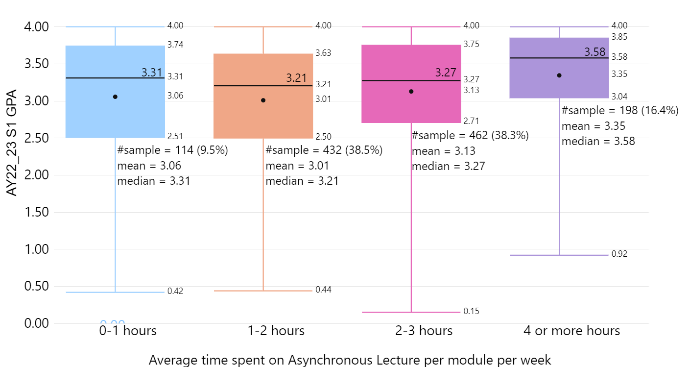 4.00
3.50
3.00
2.50
2.00
1.50
1.00
0.50
0.00
AY22_23 S1 GPA
4.00
3.74
3.31
3.31
3.06
2.51
#sample = 114 (9.5%)
mean = 3.06
median = 3.31
0.42
4.00
3.63
3.21
3.21
3.01
2.50
#sample = 432 (38.5%)
mean = 3.01
median = 3.21
0.44
4.00
3.75
3.27
3.27
3.13
2.71
#sample = 462 (38.3%)
mean = 3.13
median = 3.27
0.15
4.00
3.85
3.58
3.58
3.35
3.04
#sample = 198 (16.4%)
mean = 3.35
median = 3.58
0.92
0-1 hours
1-2 hours
2-3 hours
4 or more hours
Average time spent on Asynchronous Lecture per module per week